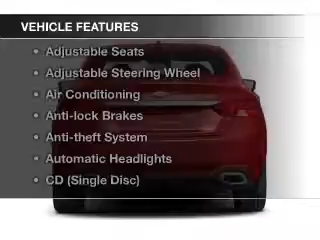 VEHICLE FEATURES
• Adjustable Seats
• Adjustable Steering Wheel
• Air Conditioning
• Anti-lock Brakes
• Anti-theft System
• Automatic Headlights
• CD (Single Disc)